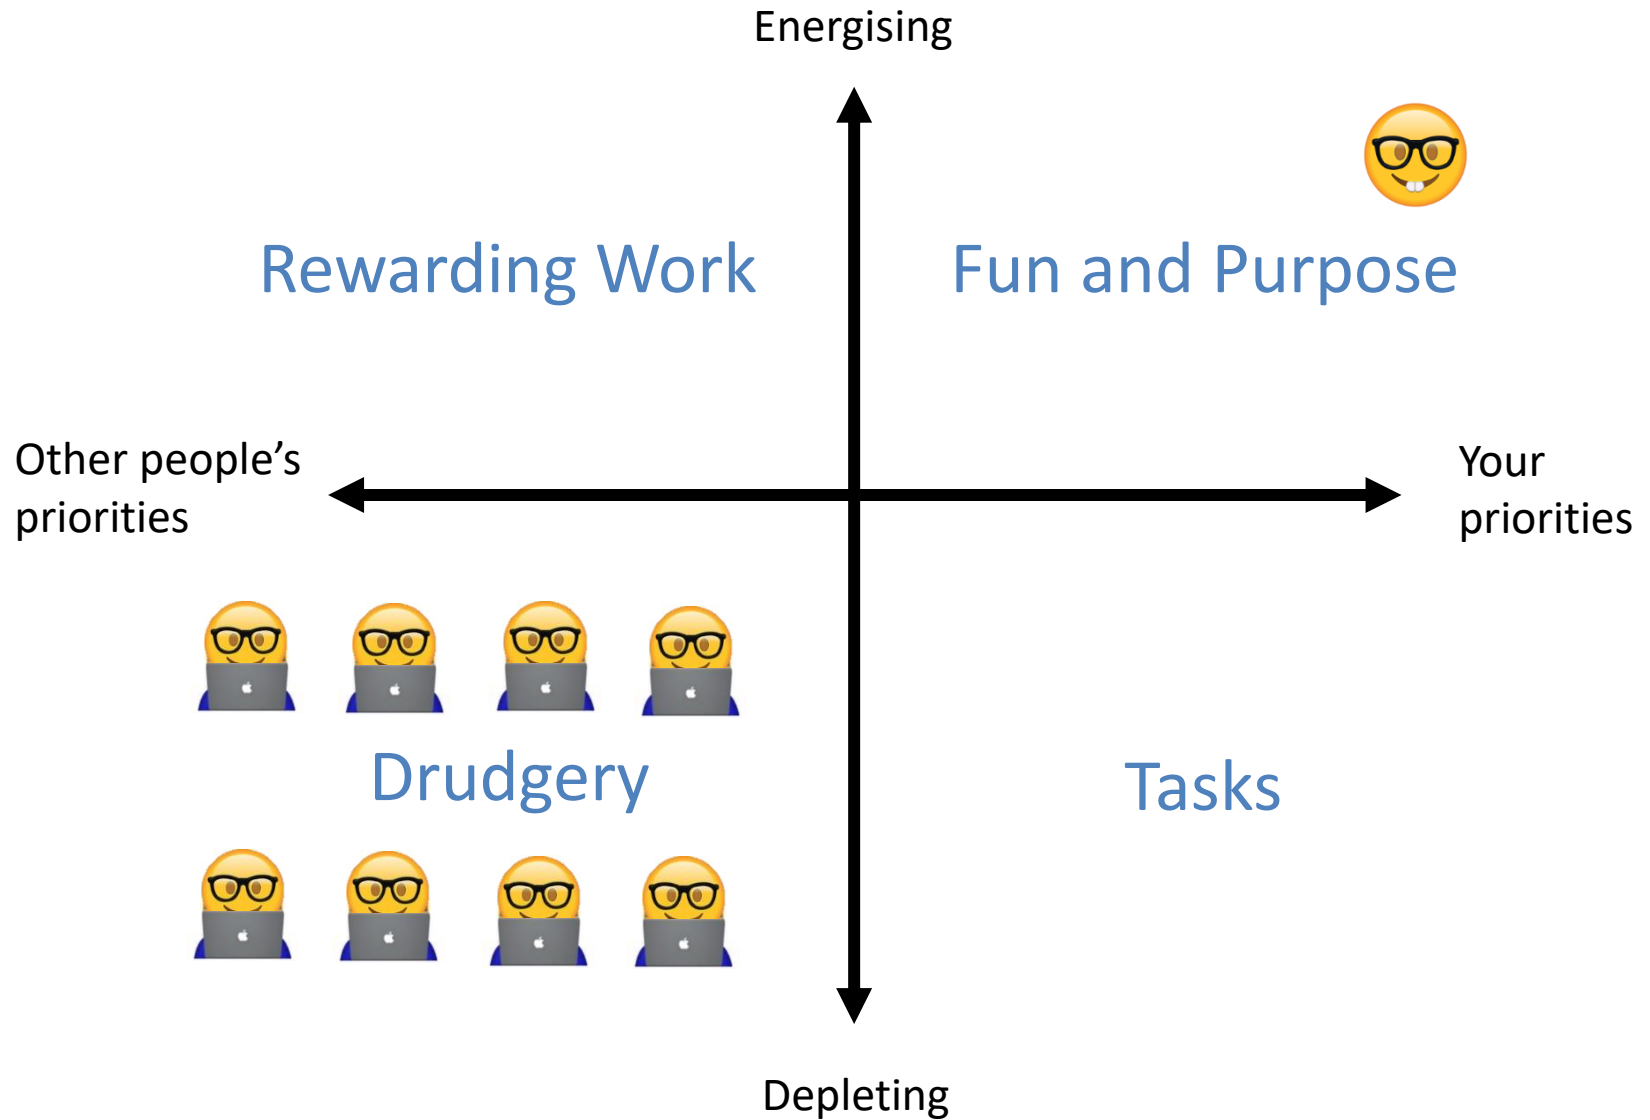 Energising
Rewarding Work
Fun and Purpose
Other people’s
priorities
Your
priorities
Drudgery
Tasks
Depleting